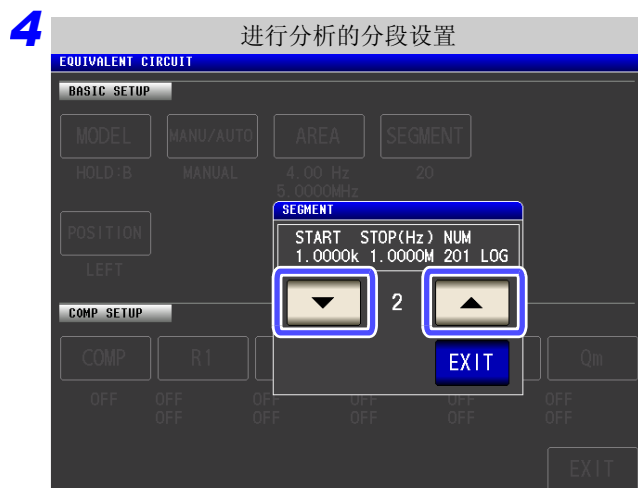 4
进行分析的分段设置
EQUIVALENT CIRCUIT
BASIC SETUP
MODEL MANU/AUTO AREA SEGMENT
HOLD:B MANUAL 4.00 Hz 20
5.0000MHz
SEGMENT
POSITION START STOP(Hz) NUM
1.0000k 1.0000M 201 LOG
LEFT
2
COMP SETUP
COMP R1 EXIT Qm
OFF OFF OFF OFF OFF OFF
OFF OFF OFF OFF OFF
EXIT